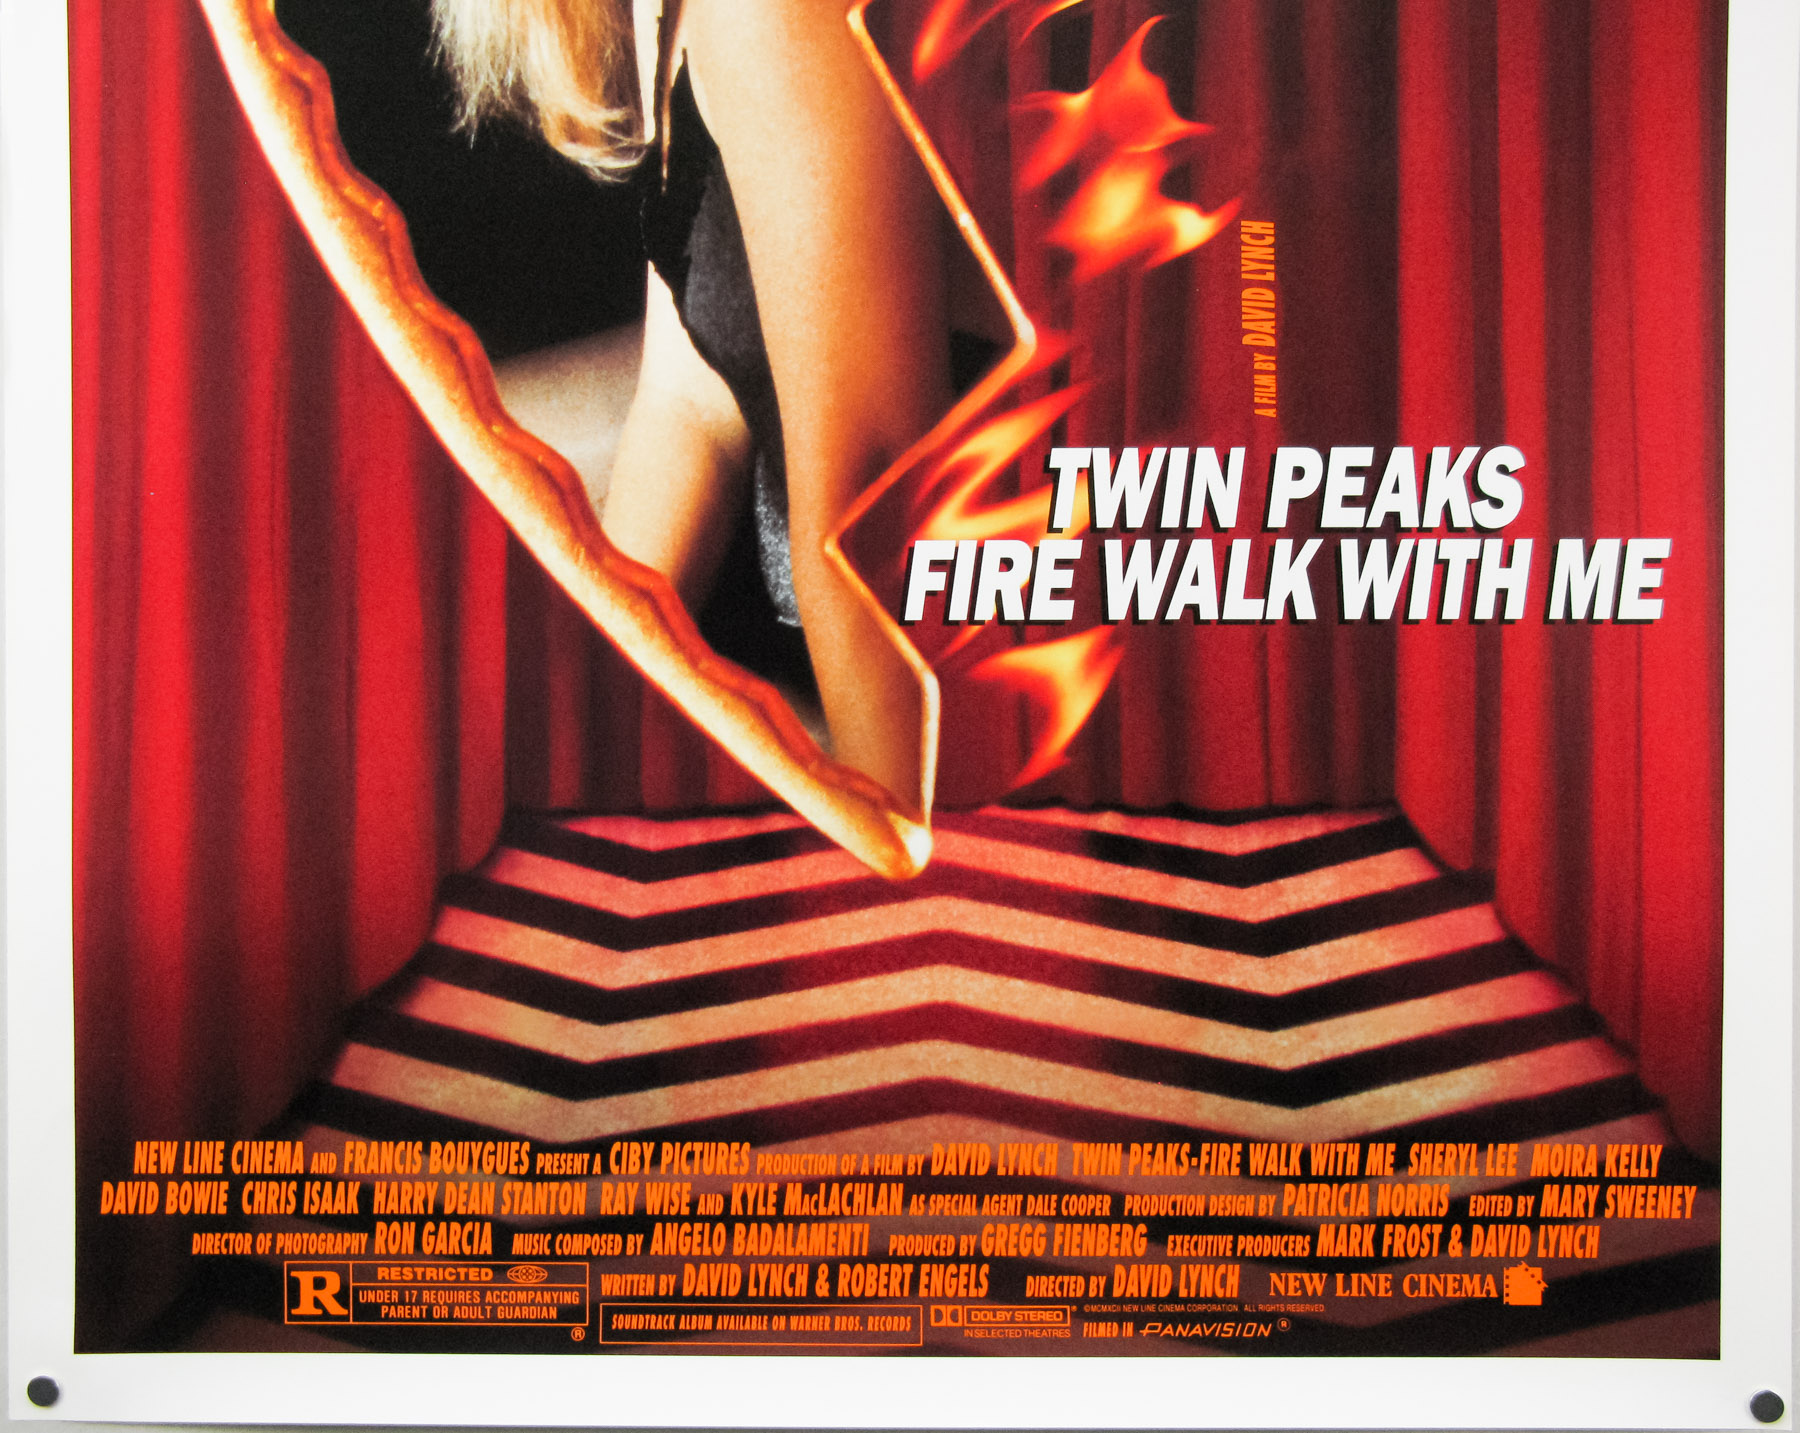 A FILM BY DAVID LYNCH
TWIN PEAKS
FIRE WALK WITH ME
NEW LINE CINEMA AND FRANCIS BOUYGUES PRESENT A CIBY PICTURES PRODUCTION OF A FILM BY DAVID LYNCH TWIN PEAKS-FIRE WALK WITH ME SHERYL LEE MOIRA KELLY
DAVID BOWIE CHRIS ISAAK HARRY DEAN STANTON RAY WISE AND KYLE MacLACHLAN AS SPECIAL AGENT DALE COOPER PRODUCTION DESIGN BY PATRICIA NORRIS EDITED BY MARY SWEENEY
DIRECTOR OF PHOTOGRAPHY RON GARCIA MUSIC COMPOSED BY ANGELO BADALAMENTI PRODUCED BY GREGG FIENBERG EXECUTIVE PRODUCERS MARK FROST & DAVID LYNCH
WRITTEN BY DAVID LYNCH & ROBERT ENGELS DIRECTED BY DAVID LYNCH NEW LINE CINEMA
R RESTRICTED
UNDER 17 REQUIRES ACCOMPANYING
PARENT OR ADULT GUARDIAN
®
SOUNDTRACK ALBUM AVAILABLE ON WARNER BROS. RECORDS
DOLBY STEREO ®
IN SELECTED THEATRES
©MCMXCII NEW LINE CINEMA CORPORATION. ALL RIGHTS RESERVED.
FILMED IN PANAVISION ®